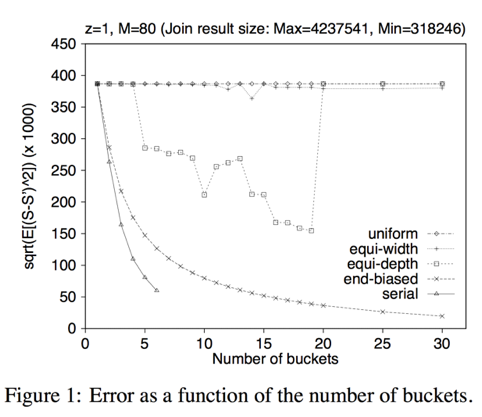 z=1, M=80 (Join result size: Max=4237541, Min=318246)
450
400
350
300
250
200
150
100
50
0
sqrt(E[(S-S')^2]) (x 1000)
uniform
equi-width
equi-depth
end-biased
serial
0 5 10 15 20 25 30
Number of buckets
Figure 1: Error as a function of the number of buckets.